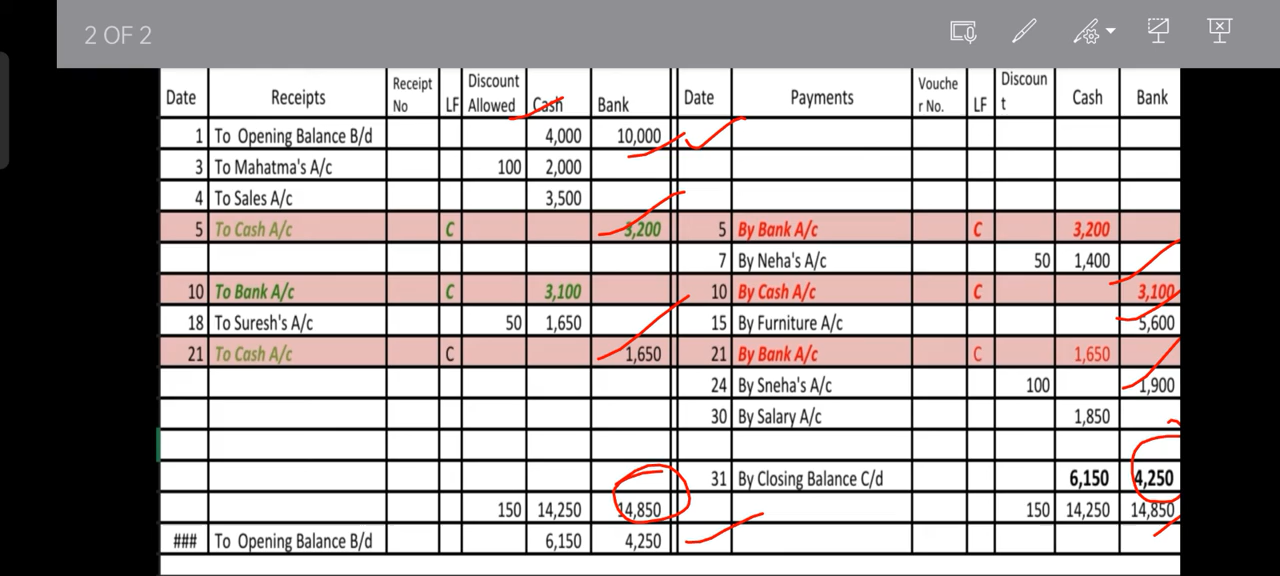 2 OF 2
Date Receipts Receipt No LF Discount Allowed Cash Bank Date Payments Vouche r No. LF Discoun t Cash Bank
1 To Opening Balance B/d 4,000 10,000
3 To Mahatma's A/c 100 2,000
4 To Sales A/c 3,500
5 To Cash A/c C 3,200 5 By Bank A/c C 3,200
7 By Neha's A/c 50 1,400
10 To Bank A/c C 3,100 10 By Cash A/c C 3,100
18 To Suresh's A/c 50 1,650 15 By Furniture A/c 5,600
21 To Cash A/c C 1,650 21 By Bank A/c C 1,650
24 By Sneha's A/c 100 1,900
30 By Salary A/c 1,850
31 By Closing Balance C/d 6,150 4,250
150 14,250 14,850 150 14,250 14,850
### To Opening Balance B/d 6,150 4,250